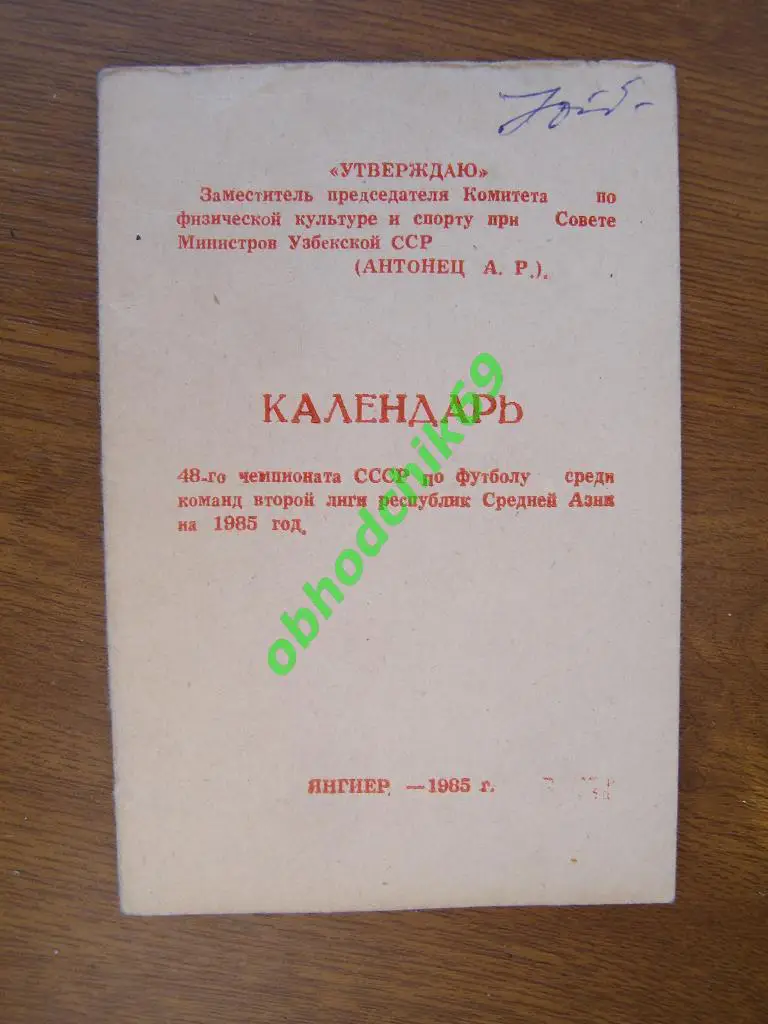 «УТВЕРЖДАЮ»
Заместитель председателя Комитета по
физической культуре и спорту при Совете
Министров Узбекской ССР
(АНТОНЕЦ А. Р.).
КАЛЕНДАРЬ
48-го чемпионата СССР по футболу среди
команд второй лиги республик Средней Азии
на 1985 год.
obhodchik69
ЯНГИЕР, —1985 г.